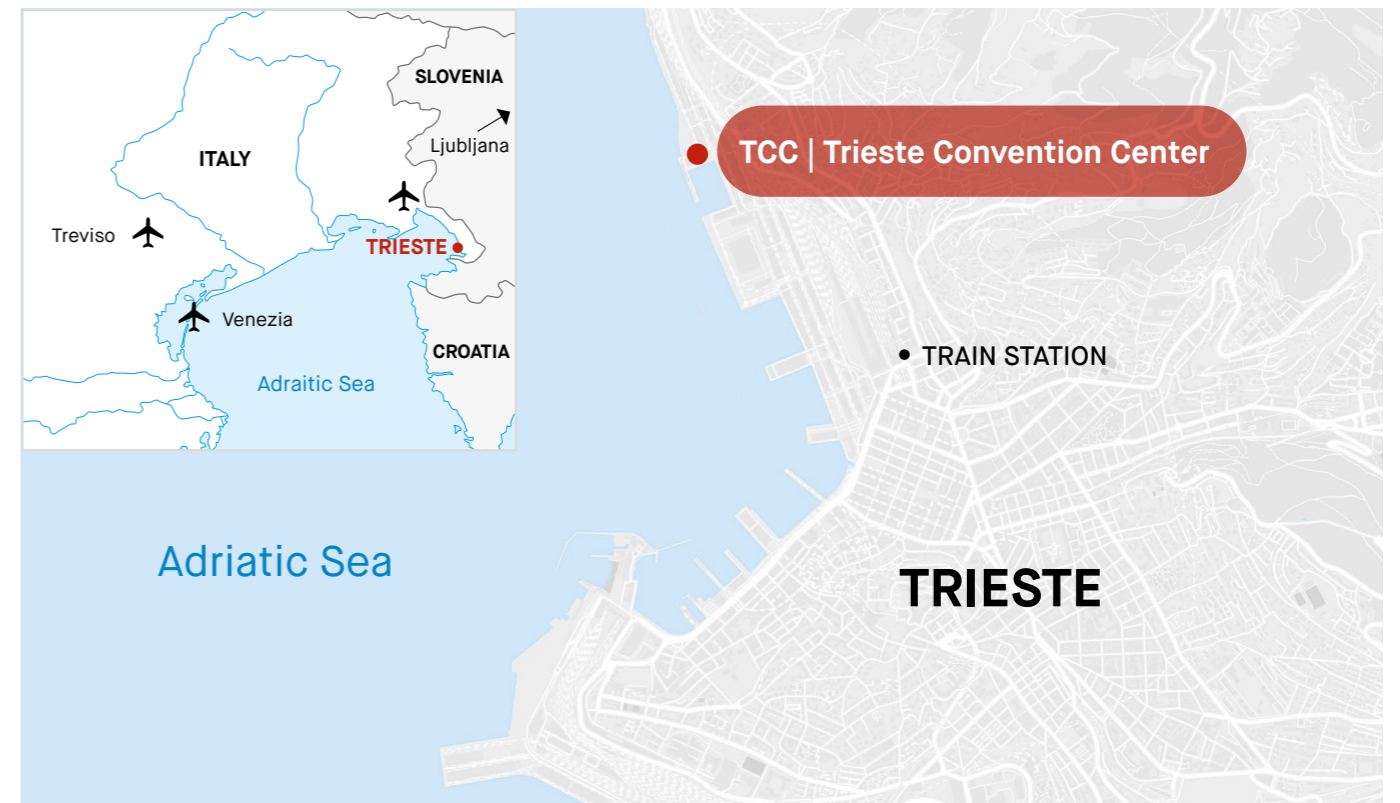 SLOVENIA
Ljubljana
ITALY
Treviso
TRIESTE
Venezia
CROATIA
Adraitic Sea
TCC | Trieste Convention Center
TRAIN STATION
Adriatic Sea
TRIESTE